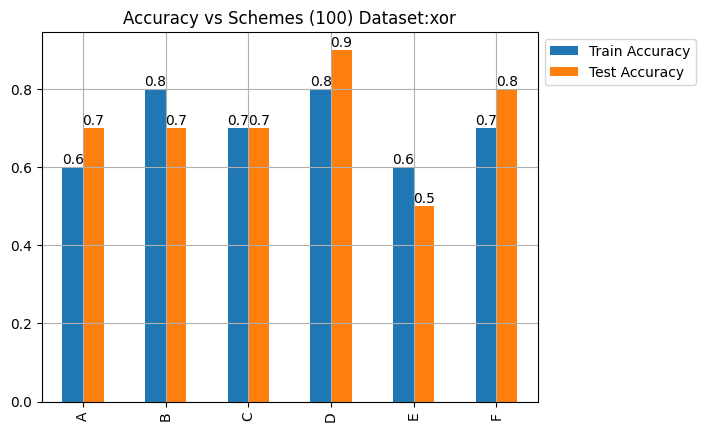 Accuracy vs Schemes (100) Dataset:xor
Train Accuracy
Test Accuracy
0.8
0.6
0.4
0.2
0.0
0.6
0.7
0.8
0.7
0.7
0.7
0.8
0.9
0.6
0.5
0.7
0.8
A
B
C
D
E
F